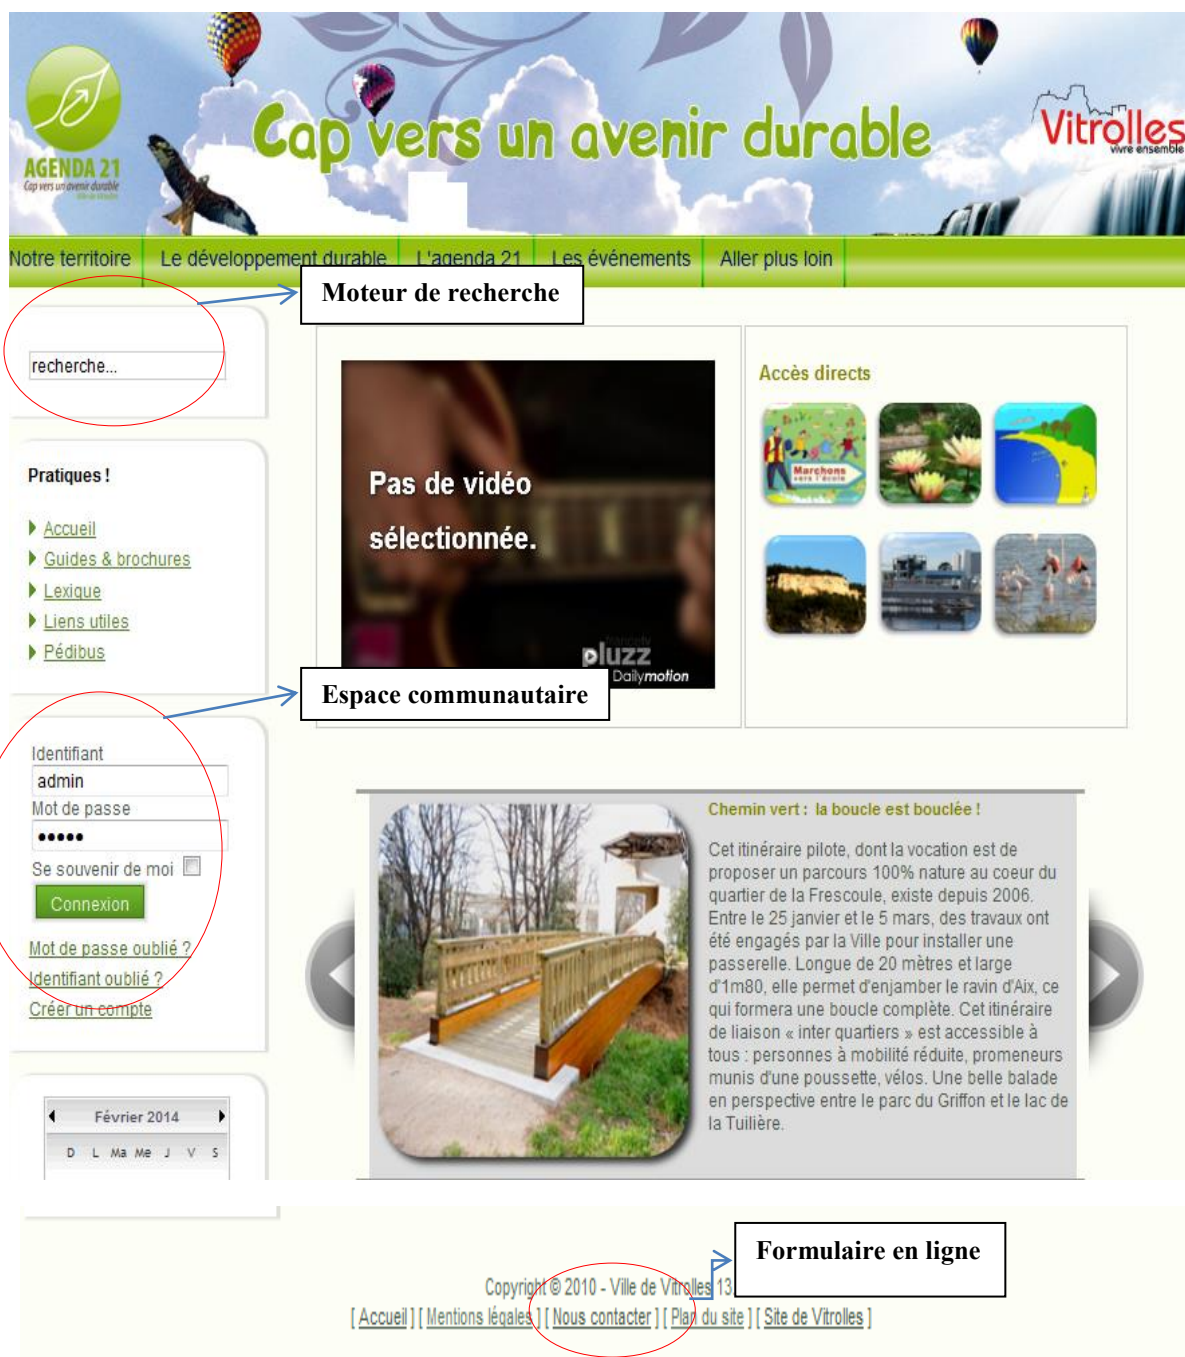 Cap vers un avenir durable
AGENDA 21
Cap vers un avenir durable
Vitrolles
vivre ensemble
Notre territoire
Le développement durable
L'agenda 21
Les événements
Aller plus loin
Moteur de recherche
recherche...
Pratiques !
Accueil
Guides & brochures
Lexique
Liens utiles
Pédibus
Pas de vidéo
sélectionnée.
pluzz
Dailymotion
Accès directs
Marchons
vers l'école
Espace communautaire
Identifiant
admin
Mot de passe
•••••
Se souvenir de moi
Connexion
Mot de passe oublié ?
Identifiant oublié ?
Créer un compte
Chemin vert : la boucle est bouclée !
Cet itinéraire pilote, dont la vocation est de
proposer un parcours 100% nature au coeur du
quartier de la Frescoule, existe depuis 2006.
Entre le 25 janvier et le 5 mars, des travaux ont
été engagés par la Ville pour installer une
passerelle. Longue de 20 mètres et large
d'1m80, elle permet d'enjamber le ravin d'Aix, ce
qui formera une boucle complète. Cet itinéraire
de liaison « inter quartiers » est accessible à
tous : personnes à mobilité réduite, promeneurs
munis d'une poussette, vélos. Une belle balade
en perspective entre le parc du Griffon et le lac de
la Tuilière.
Février 2014
D L Ma Me J V S
Formulaire en ligne
Copyright © 2010 - Ville de Vitrolles 13
[ Accueil ] [ Mentions légales ] [ Nous contacter ] [ Plan du site ] [ Site de Vitrolles ]